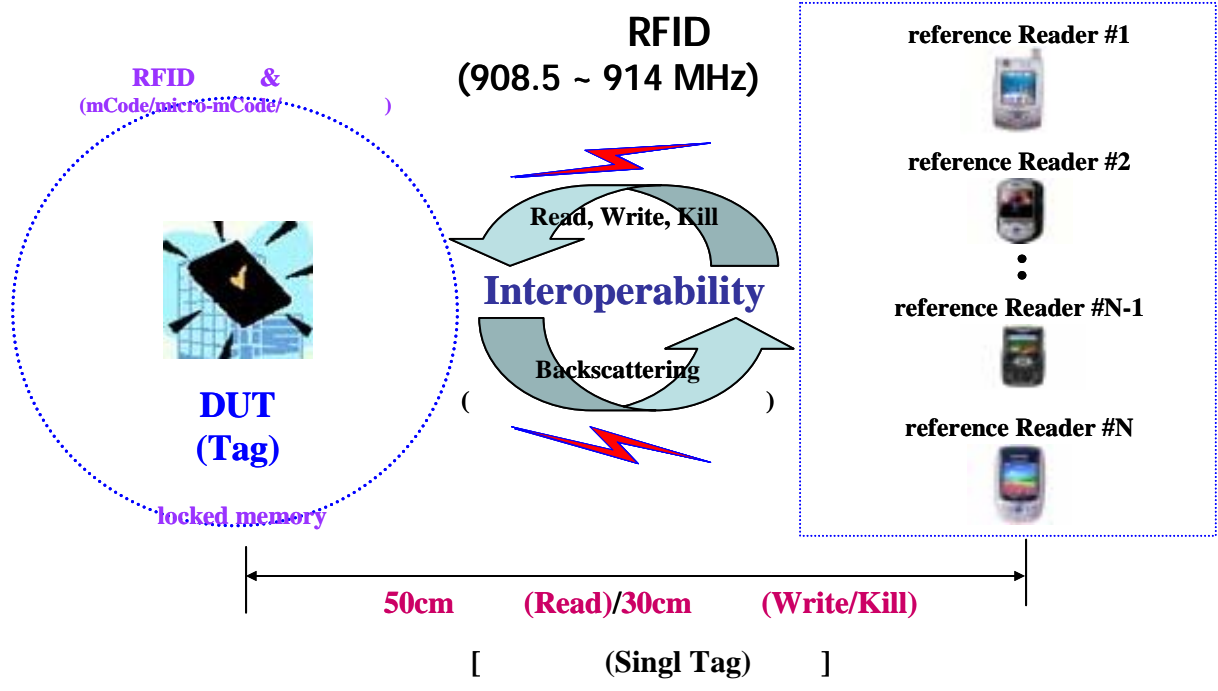 RFID
(908.5 ~ 914 MHz)
RFID &
(mCode/micro-mCode/ )
DUT
(Tag)
locked memory
Read, Write, Kill
Interoperability
Backscattering
( )
reference Reader #1
reference Reader #2
reference Reader #N-1
reference Reader #N
50cm (Read)/30cm (Write/Kill)
[ (Singl Tag) ]